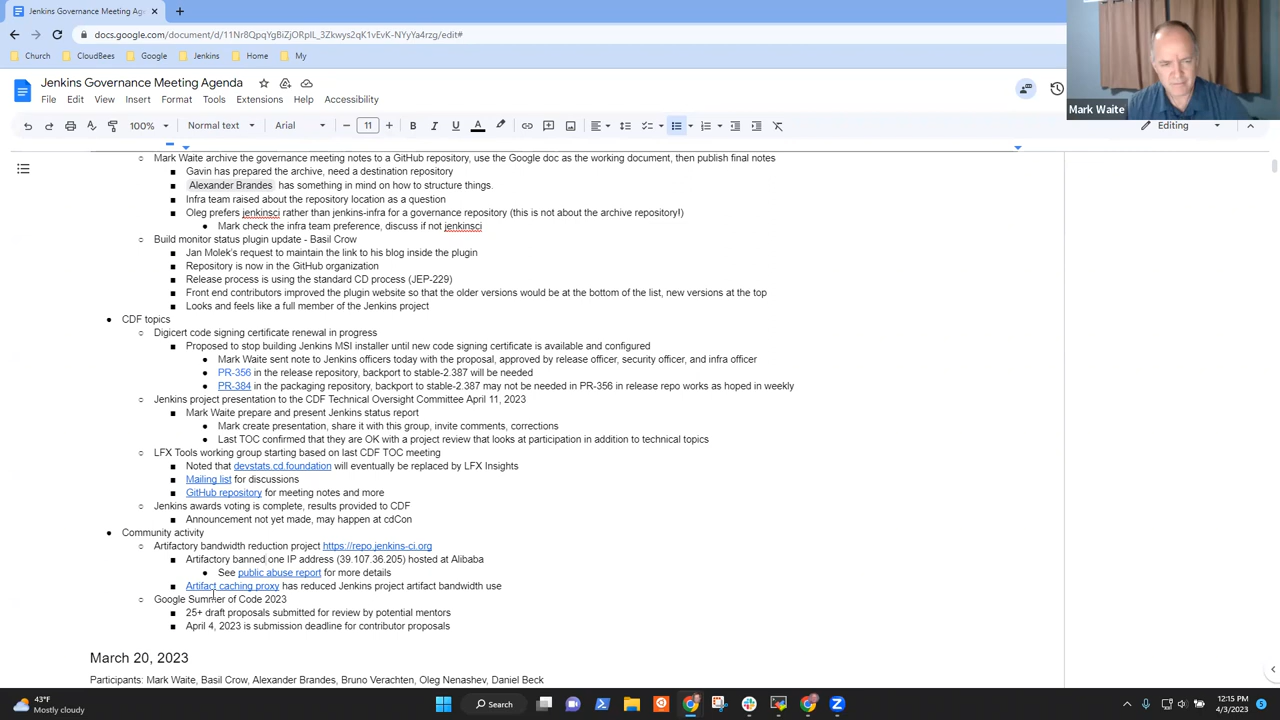 Jenkins Governance Meeting Age
docs.google.com/document/d/11Nr8QpqYgBiZjORpIL_3Zkwys2qK1vEvK-NYyYa4rzg/edit#
Church
CloudBees
Google
Jenkins
Home
My
Mark Waite
Jenkins Governance Meeting Agenda
File Edit View Insert Format Tools Extensions Help Accessibility
100% Normal text Arial 11 Editing
Mark Waite archive the governance meeting notes to a GitHub repository, use the Google doc as the working document, then publish final notes
Gavin has prepared the archive, need a destination repository
Alexander Brandes has something in mind on how to structure things.
Infra team raised about the repository location as a question
Oleg prefers jenkinsci rather than jenkins-infra for a governance repository (this is not about the archive repository!)
Mark check the infra team preference, discuss if not jenkinsci
Build monitor status plugin update - Basil Crow
Jan Molek's request to maintain the link to his blog inside the plugin
Repository is now in the GitHub organization
Release process is using the standard CD process (JEP-229)
Front end contributors improved the plugin website so that the older versions would be at the bottom of the list, new versions at the top
Looks and feels like a full member of the Jenkins project
CDF topics
Digicert code signing certificate renewal in progress
Proposed to stop building Jenkins MSI installer until new code signing certificate is available and configured
Mark Waite sent note to Jenkins officers today with the proposal, approved by release officer, security officer, and infra officer
PR-356 in the release repository, backport to stable-2.387 will be needed
PR-384 in the packaging repository, backport to stable-2.387 may not be needed in PR-356 in release repo works as hoped in weekly
Jenkins project presentation to the CDF Technical Oversight Committee April 11, 2023
Mark Waite prepare and present Jenkins status report
Mark create presentation, share it with this group, invite comments, corrections
Last TOC confirmed that they are OK with a project review that looks at participation in addition to technical topics
LFX Tools working group starting based on last CDF TOC meeting
Noted that devstats.cd.foundation will eventually be replaced by LFX Insights
Mailing list for discussions
GitHub repository for meeting notes and more
Jenkins awards voting is complete, results provided to CDF
Announcement not yet made, may happen at cdCon
Community activity
Artifactory bandwidth reduction project https://repo.jenkins-ci.org
Artifactory banned one IP address (39.107.36.205) hosted at Alibaba
See public abuse report for more details
Artifact caching proxy has reduced Jenkins project artifact bandwidth use
Google Summer of Code 2023
25+ draft proposals submitted for review by potential mentors
April 4, 2023 is submission deadline for contributor proposals
March 20, 2023
Participants: Mark Waite, Basil Crow, Alexander Brandes, Bruno Verachten, Oleg Nenashev, Daniel Beck
43°F
Mostly cloudy
Search
12:15 PM
4/3/2023